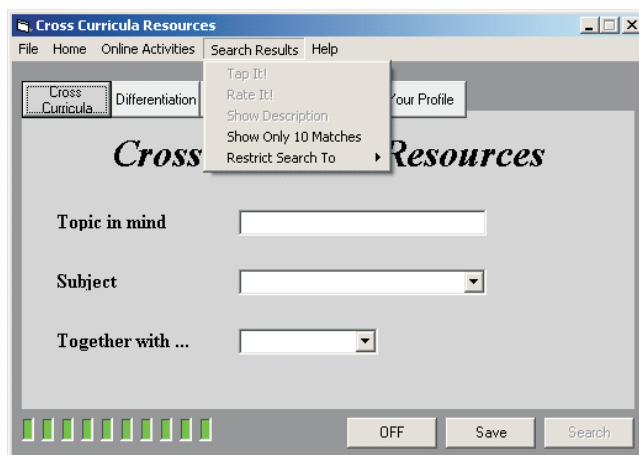 Cross Curricula Resources
File Home Online Activities Search Results Help
Tap It!
Rate It!
Show Description
Show Only 10 Matches
Restrict Search To
Cross Curricula... Differentiation Your Profile
Cross Resources
Topic in mind
Subject
Together with ...
OFF Save Search